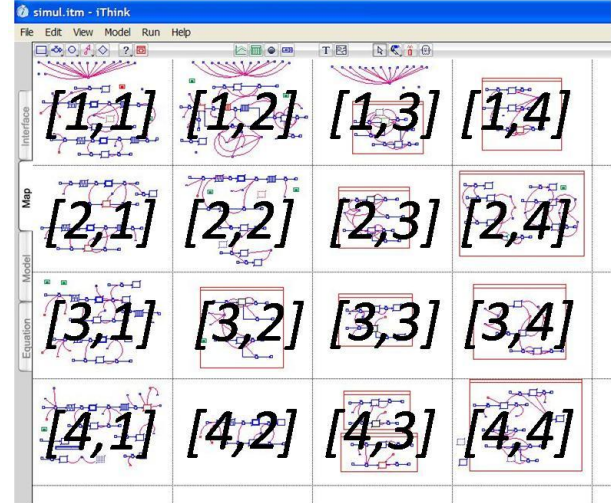 simul.itm - iThink
File Edit View Model Run Help
Interface
Map
Model
Equation
[1,1] [1,2] [1,3] [1,4]
[2,1] [2,2] [2,3] [2,4]
[3,1] [3,2] [3,3] [3,4]
[4,1] [4,2] [4,3] [4,4]